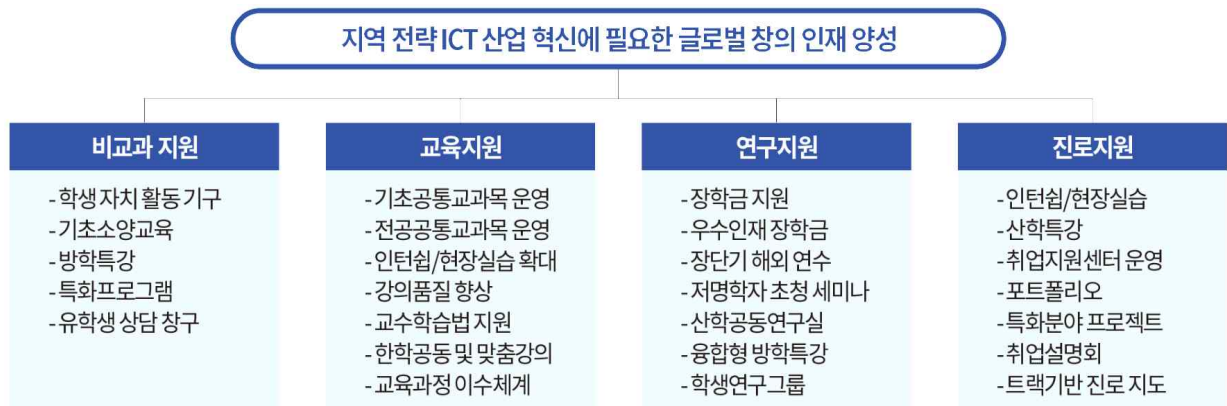 지역 전략 ICT 산업 혁신에 필요한 글로벌 창의 인재 양성
비교과 지원
- 학생 자치 활동 기구
- 기초소양교육
- 방학특강
- 특화프로그램
- 유학생 상담 창구
교육지원
- 기초공통교과목 운영
- 전공공통교과목 운영
- 인턴쉽/현장실습 확대
- 강의품질 향상
- 교수학습법 지원
- 한학공동 및 맞춤강의
- 교육과정 이수체계
연구지원
- 장학금 지원
- 우수인재 장학금
- 장단기 해외 연수
- 저명학자 초청 세미나
- 산학공동연구실
- 융합형 방학특강
- 학생연구그룹
진로지원
- 인턴쉽/현장실습
- 산학특강
- 취업지원센터 운영
- 포트폴리오
- 특화분야 프로젝트
- 취업설명회
- 트랙기반 진로 지도